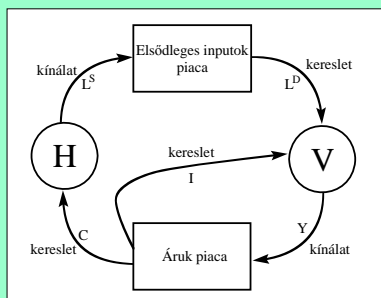 Elsődleges inputok
piaca
kínálat
L^S
kereslet
L^D
H
V
kereslet
I
C
kereslet
Áruk piaca
Y
kínálat